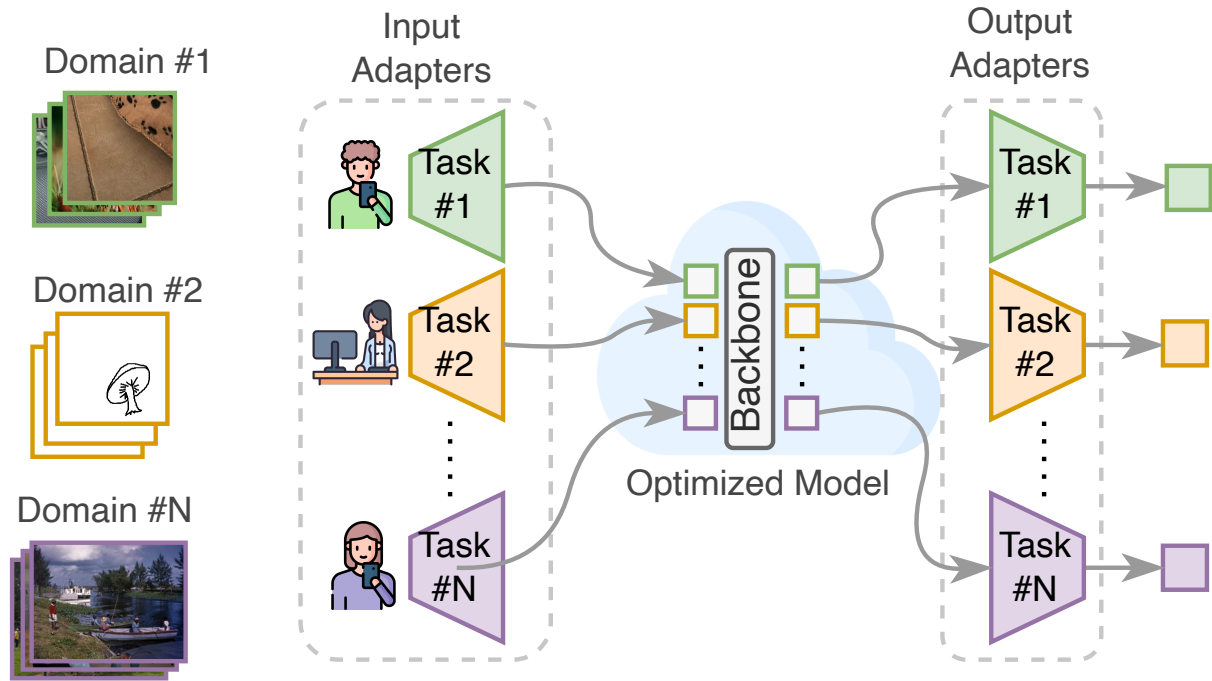 Domain #1
Input
Adapters
Output
Adapters
Task
#1
Task
#1
Domain #2
Task
#2
Backbone
Task
#2
Optimized Model
Domain #N
Task
#N
Task
#N